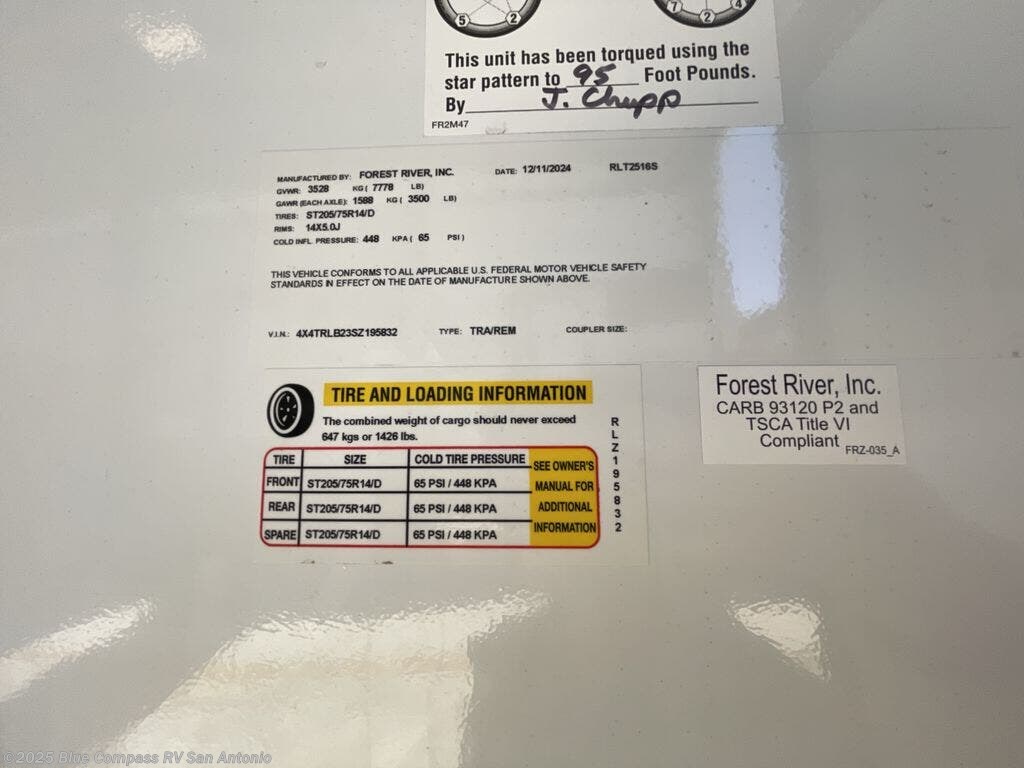 5 2 7 2 4
This unit has been torqued using the
star pattern to 95 Foot Pounds.
By J. Chupp
FR2M47
MANUFACTURED BY: FOREST RIVER, INC. DATE: 12/11/2024 RLT2516S
GVWR: 3528 KG ( 7778 LB)
GAWR (EACH AXLE): 1588 KG ( 3500 LB)
TIRES: ST205/75R14/D
RIMS: 14X5.0J
COLD INFL. PRESSURE: 448 KPA ( 65 PSI )
THIS VEHICLE CONFORMS TO ALL APPLICABLE U.S. FEDERAL MOTOR VEHICLE SAFETY
STANDARDS IN EFFECT ON THE DATE OF MANUFACTURE SHOWN ABOVE.
V.I.N.: 4X4TRLB23SZ195832 TYPE: TRA/REM COUPLER SIZE:
TIRE AND LOADING INFORMATION
The combined weight of cargo should never exceed
647 kgs or 1426 lbs.
TIRE SIZE COLD TIRE PRESSURE
FRONT ST205/75R14/D 65 PSI / 448 KPA
REAR ST205/75R14/D 65 PSI / 448 KPA
SPARE ST205/75R14/D 65 PSI / 448 KPA
SEE OWNER'S
MANUAL FOR
ADDITIONAL
INFORMATION
RLZ195832
Forest River, Inc.
CARB 93120 P2 and
TSCA Title VI
Compliant
FRZ-035_A
©2025 Blue Compass RV San Antonio